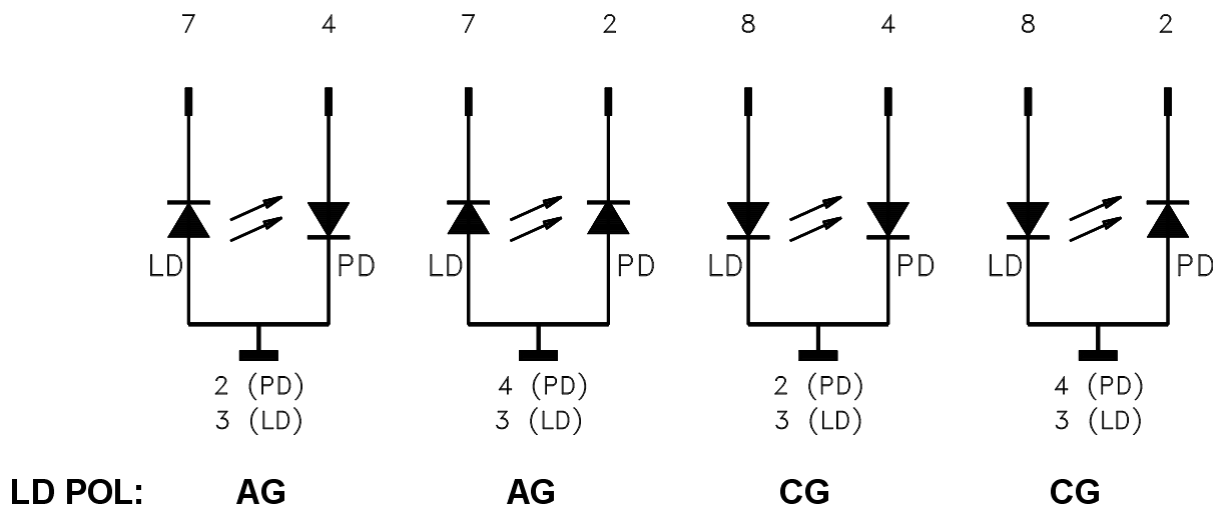 7 4 7 2 8 4 8 2
LD PD LD PD LD PD LD PD
2 (PD) 4 (PD) 2 (PD) 4 (PD)
3 (LD) 3 (LD) 3 (LD) 3 (LD)
LD POL: AG AG CG CG